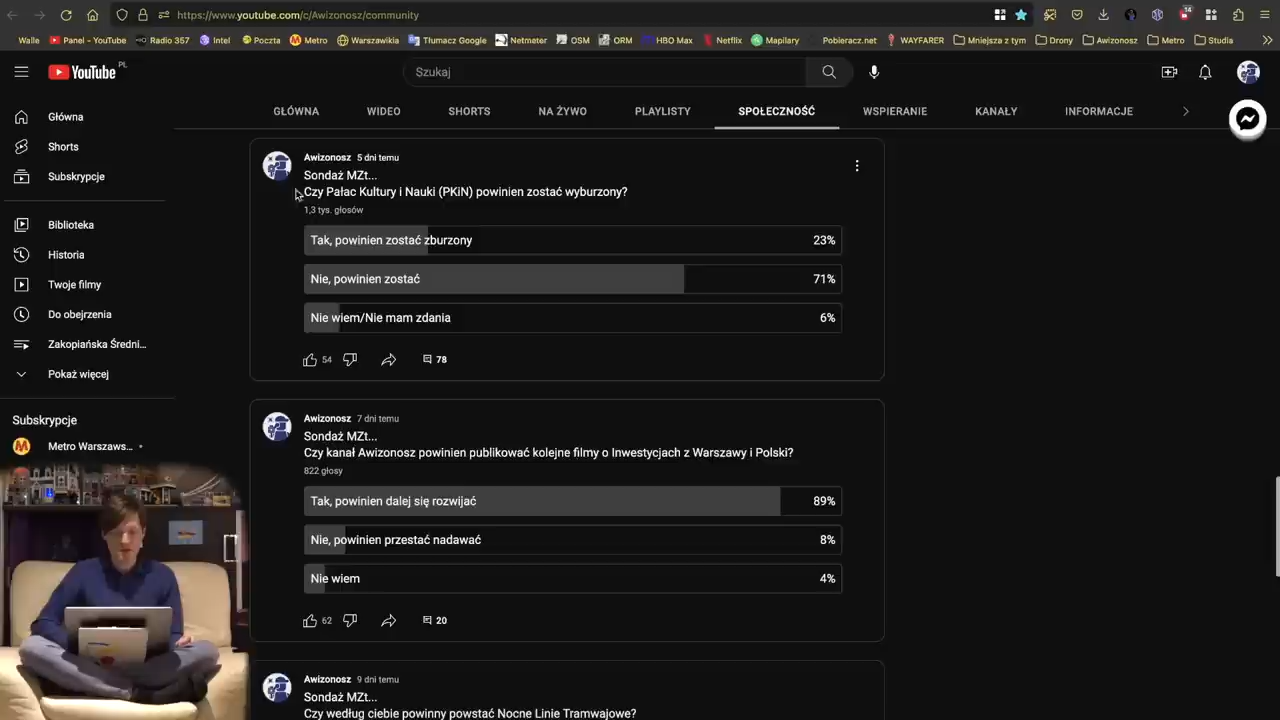 https://www.youtube.com/c/Awizonosz/community
14
Walle
Panel - YouTube
Radio 357
Intel
Poczta
Metro
Warszawikia
Tłumacz Google
Netmeter
OSM
ORM
HBO Max
Netflix
Mapilary
Pobieracz.net
WAYFARER
Mniejsza z tym
Drony
Awizonosz
Metro
Studia
YouTube PL
Szukaj
GŁÓWNA
WIDEO
SHORTS
NA ŻYWO
PLAYLISTY
SPOŁECZNOŚĆ
WSPIERANIE
KANAŁY
INFORMACJE
Główna
Shorts
Subskrypcje
Biblioteka
Historia
Twoje filmy
Do obejrzenia
Zakopiańska Średni...
Pokaż więcej
Subskrypcje
Metro Warszaws...
Awizonosz 5 dni temu
Sondaż MZt...
Czy Pałac Kultury i Nauki (PKiN) powinien zostać wyburzony?
1,3 tys. głosów
Tak, powinien zostać zburzony 23%
Nie, powinien zostać 71%
Nie wiem/Nie mam zdania 6%
54 78
Awizonosz 7 dni temu
Sondaż MZt...
Czy kanał Awizonosz powinien publikować kolejne filmy o Inwestycjach z Warszawy i Polski?
822 głosy
Tak, powinien dalej się rozwijać 89%
Nie, powinien przestać nadawać 8%
Nie wiem 4%
62 20
Awizonosz 9 dni temu
Sondaż MZt...
Czy według ciebie powinny powstać Nocne Linie Tramwajowe?